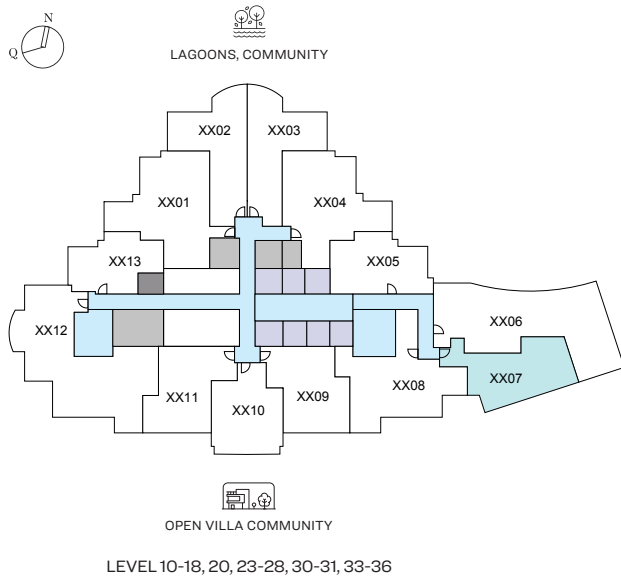 N
Q
LAGOONS, COMMUNITY
XX02 XX03
XX01 XX04
XX13 XX05
XX12 XX06
XX11 XX10 XX09 XX08 XX07
OPEN VILLA COMMUNITY
LEVEL 10-18, 20, 23-28, 30-31, 33-36